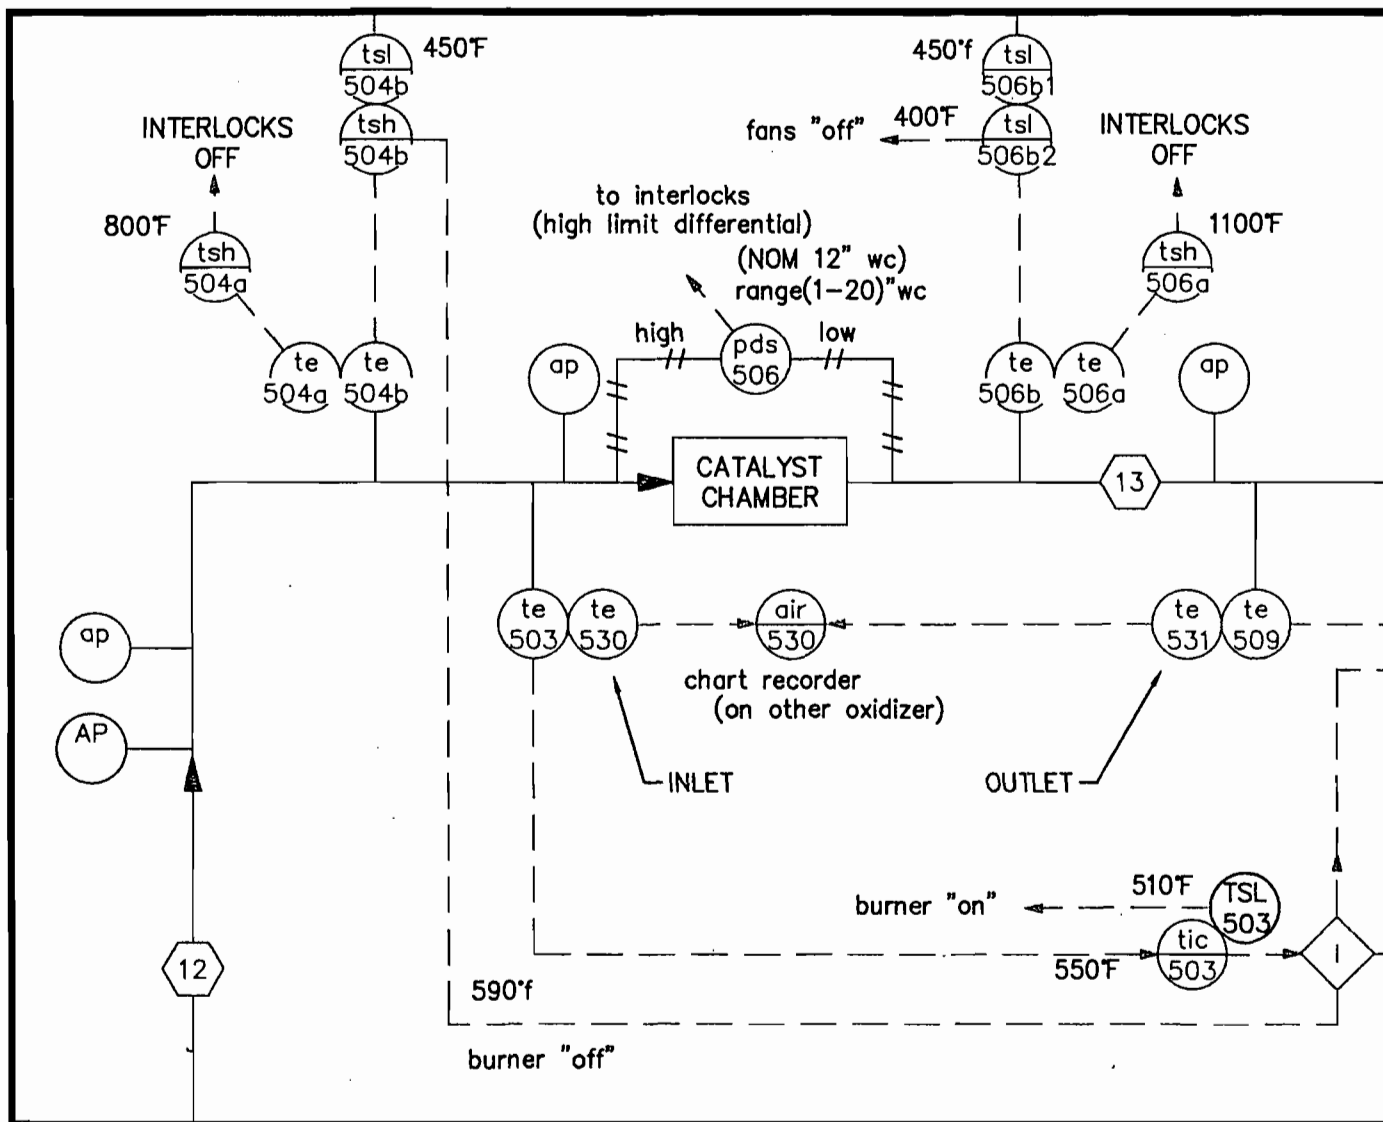 tsl
504b
450°F
tsh
504b
INTERLOCKS
OFF
800°F
tsh
504a
te
504a
te
504b
450°f
tsl
506b1
fans "off"
400°F
tsl
506b2
INTERLOCKS
OFF
1100°F
tsh
506a
to interlocks
(high limit differential)
(NOM 12" wc)
range(1-20)"wc
high
pds
506
low
ap
te
506b
te
506a
ap
CATALYST
CHAMBER
13
ap
AP
te
503
te
530
air
530
te
531
te
509
chart recorder
(on other oxidizer)
INLET
OUTLET
burner "on"
510°F
TSL
503
tic
503
550°F
12
590°f
burner "off"